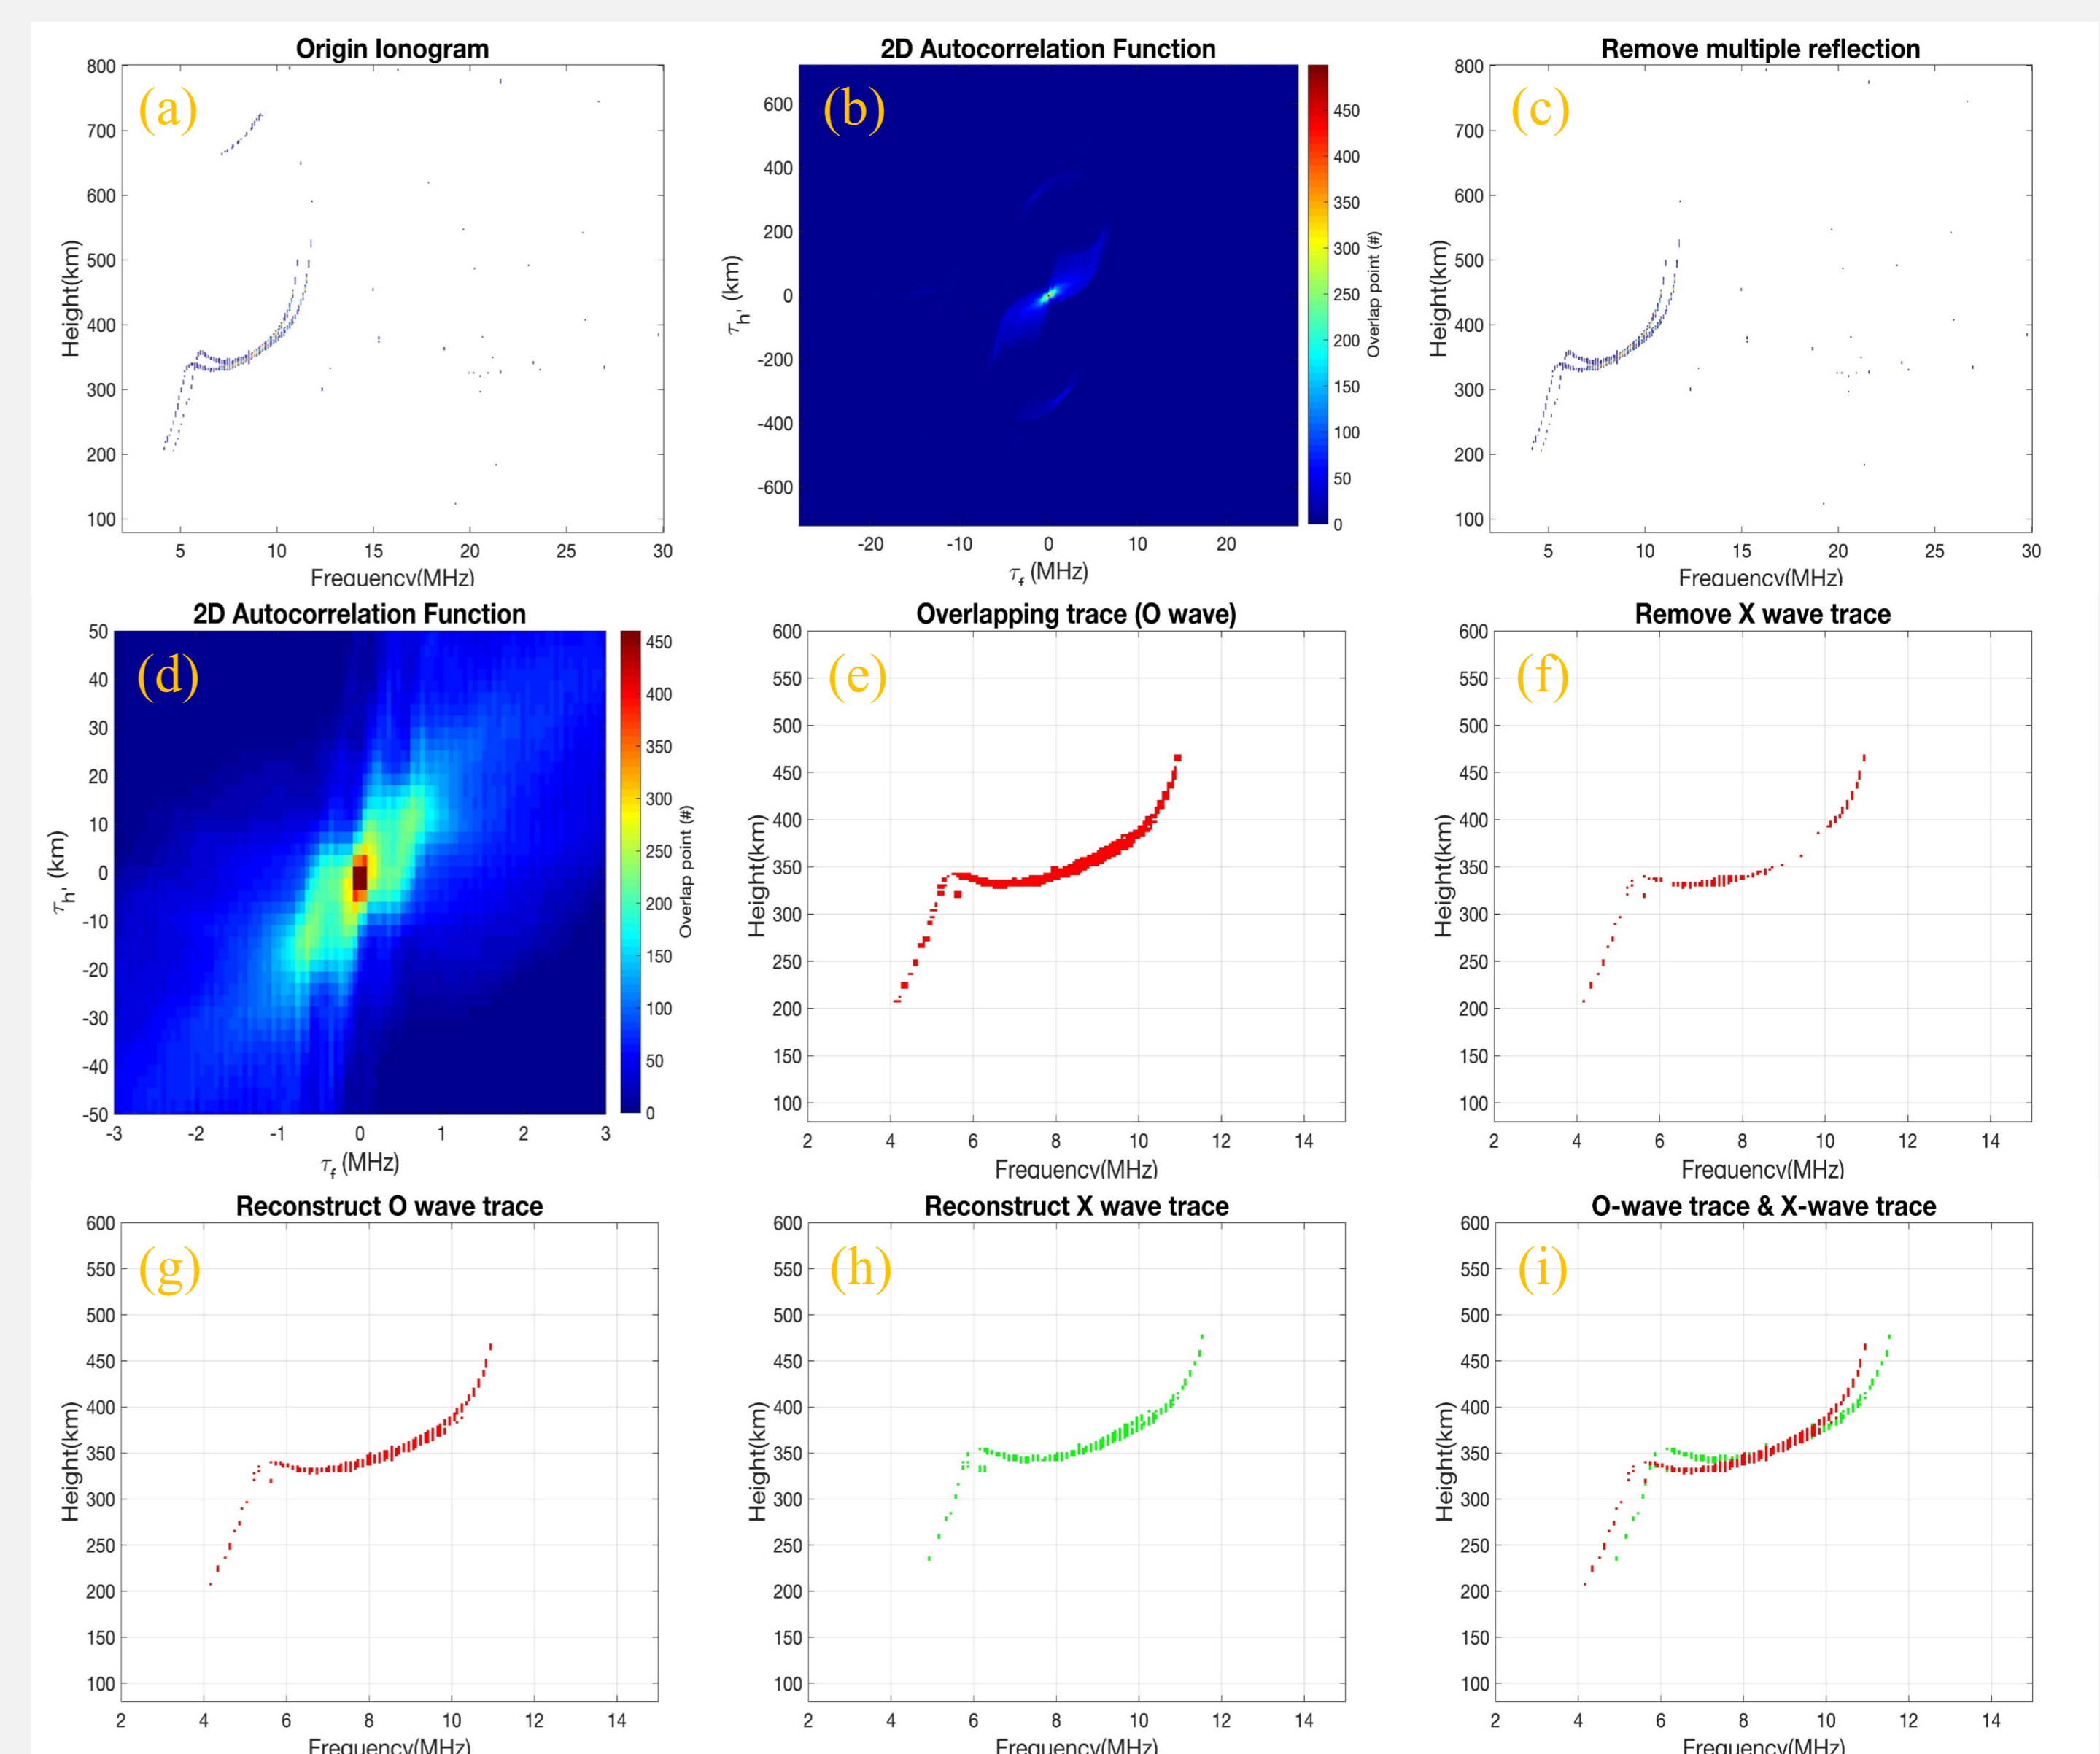 Origin Ionogram
(a)
800
700
600
500
400
300
200
100
Height(km)
5 10 15 20 25 30
Frequency(MHz)
2D Autocorrelation Function
(b)
600
400
200
0
-200
-400
-600
τh' (km)
-20 -10 0 10 20
τf (MHz)
450
400
350
300
250
200
150
100
50
0
Overlap point (#)
Remove multiple reflection
(c)
800
700
600
500
400
300
200
100
Height(km)
5 10 15 20 25 30
Frequency(MHz)
2D Autocorrelation Function
(d)
50
40
30
20
10
0
-10
-20
-30
-40
-50
τh' (km)
-3 -2 -1 0 1 2 3
τf (MHz)
450
400
350
300
250
200
150
100
50
0
Overlap point (#)
Overlapping trace (O wave)
(e)
600
550
500
450
400
350
300
250
200
150
100
Height(km)
2 4 6 8 10 12 14
Frequency(MHz)
Remove X wave trace
(f)
600
550
500
450
400
350
300
250
200
150
100
Height(km)
2 4 6 8 10 12 14
Frequency(MHz)
Reconstruct O wave trace
(g)
600
550
500
450
400
350
300
250
200
150
100
Height(km)
2 4 6 8 10 12 14
Frequency(MHz)
Reconstruct X wave trace
(h)
600
550
500
450
400
350
300
250
200
150
100
Height(km)
2 4 6 8 10 12 14
Frequency(MHz)
O-wave trace & X-wave trace
(i)
600
550
500
450
400
350
300
250
200
150
100
Height(km)
2 4 6 8 10 12 14
Frequency(MHz)